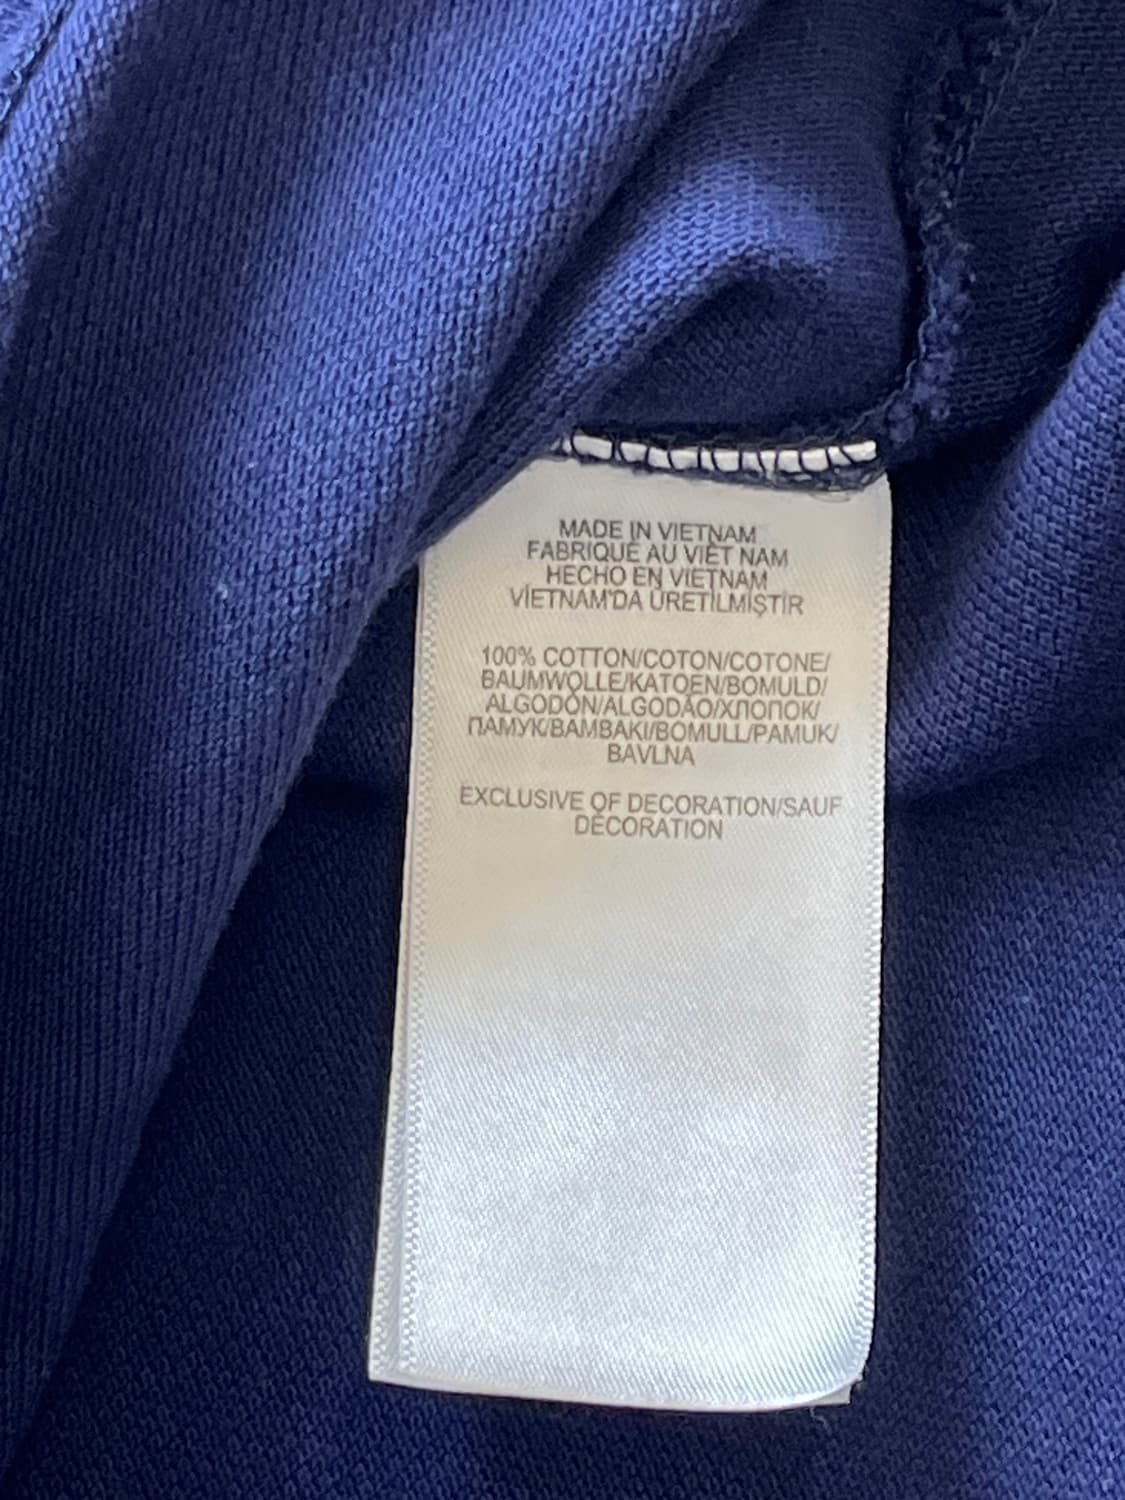 MADE IN VIETNAM
FABRIQUÉ AU VIÊT NAM
HECHO EN VIETNAM
VİETNAM'DA ÜRETİLMİŞTİR
100% COTTON/COTON/COTONE/
BAUMWOLLE/KATOEN/BOMULD/
ALGODÓN/ALGODÃO/ХЛОПОК/
ПАМУК/BAMBAKI/BOMULL/PAMUK/
BAVLNA
EXCLUSIVE OF DECORATION/SAUF
DÉCORATION